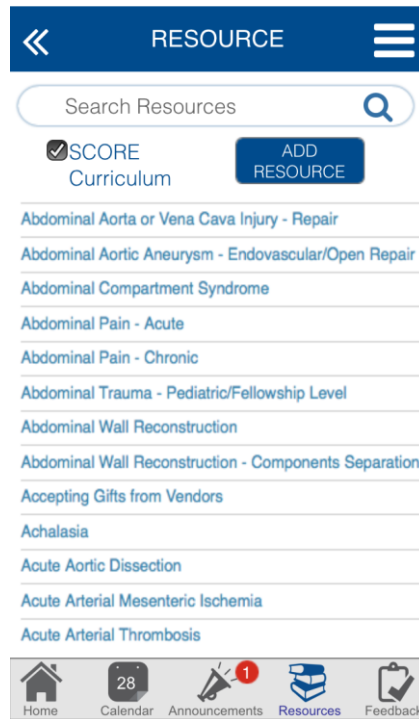 RESOURCE
Search Resources
SCORE
Curriculum
ADD
RESOURCE
Abdominal Aorta or Vena Cava Injury - Repair
Abdominal Aortic Aneurysm - Endovascular/Open Repair
Abdominal Compartment Syndrome
Abdominal Pain - Acute
Abdominal Pain - Chronic
Abdominal Trauma - Pediatric/Fellowship Level
Abdominal Wall Reconstruction
Abdominal Wall Reconstruction - Components Separation
Accepting Gifts from Vendors
Achalasia
Acute Aortic Dissection
Acute Arterial Mesenteric Ischemia
Acute Arterial Thrombosis
28
1
Home Calendar Announcements Resources Feedback